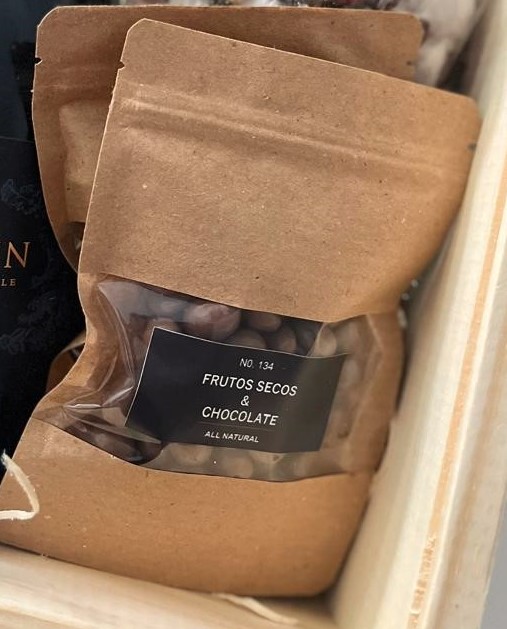 NO. 134
FRUTOS SECOS
&
CHOCOLATE
ALL NATURAL